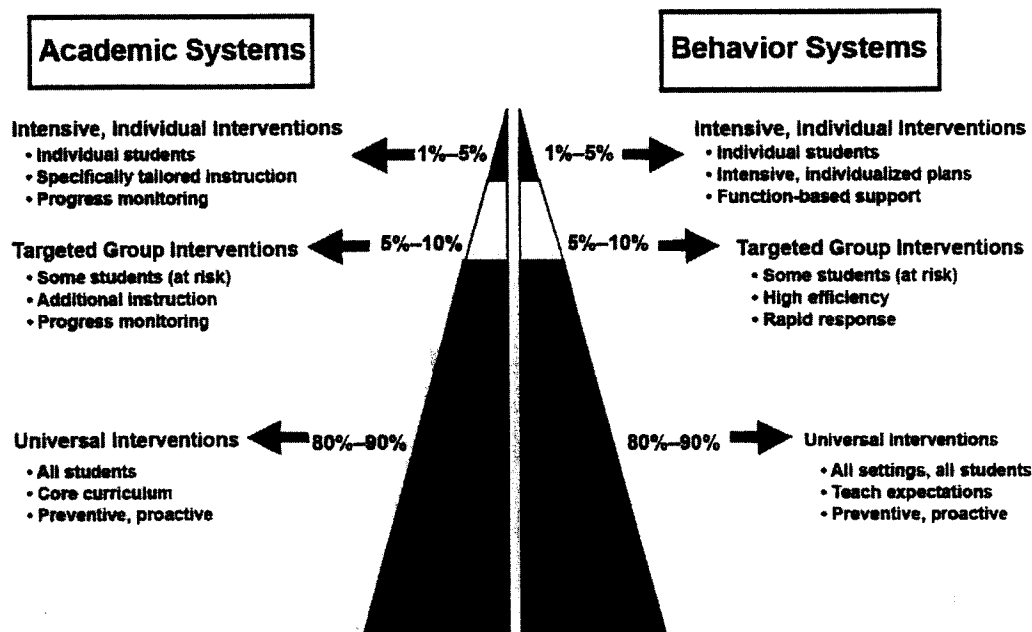 Academic Systems
Behavior Systems
Intensive, Individual Interventions
• Individual students
• Specifically tailored instruction
• Progress monitoring
1%–5%
1%–5%
Intensive, Individual Interventions
• Individual students
• Intensive, individualized plans
• Function-based support
Targeted Group Interventions
• Some students (at risk)
• Additional instruction
• Progress monitoring
5%–10%
5%–10%
Targeted Group Interventions
• Some students (at risk)
• High efficiency
• Rapid response
Universal Interventions
• All students
• Core curriculum
• Preventive, proactive
80%–90%
80%–90%
Universal Interventions
• All settings, all students
• Teach expectations
• Preventive, proactive